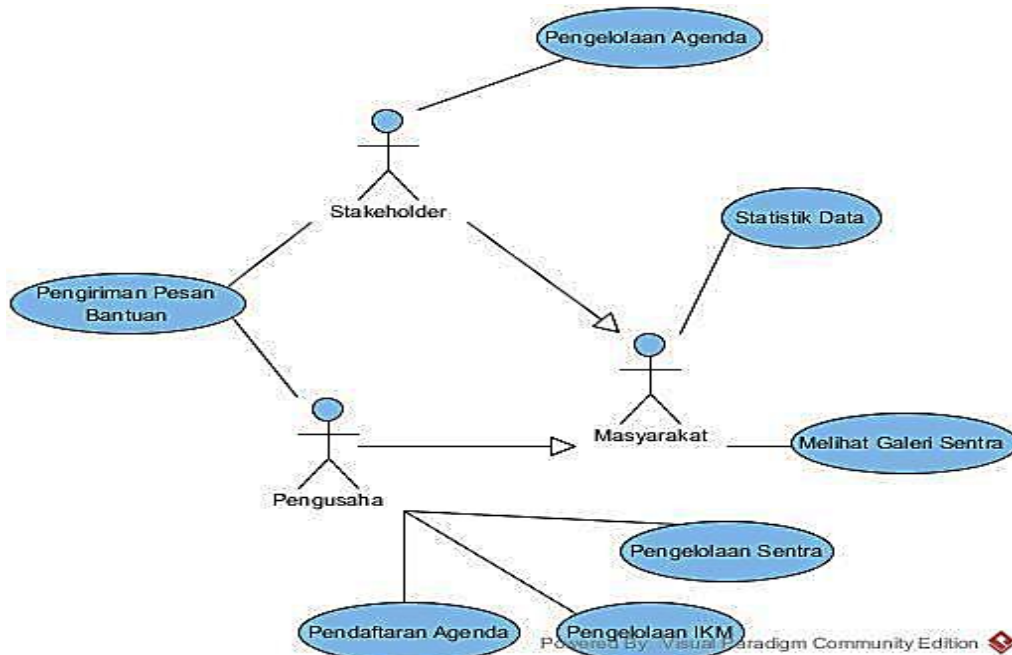 Pengelolaan Agenda
Stakeholder
Statistik Data
Pengiriman Pesan
Bantuan
Masyarakat
Melihat Galeri Sentra
Pengusaha
Pengelolaan Sentra
Pendaftaran Agenda
Pengelolaan IKM
Powered By Visual Paradigm Community Edition